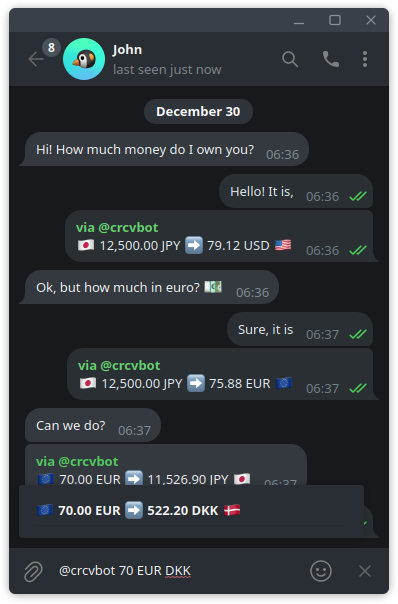 8
John
last seen just now
December 30
Hi! How much money do I own you? 06:36
Hello! It is, 06:36
via @crcvbot
🇯🇵 12,500.00 JPY ➡️ 79.12 USD 🇺🇸 06:36
Ok, but how much in euro? 💶 06:36
Sure, it is 06:37
via @crcvbot
🇯🇵 12,500.00 JPY ➡️ 75.88 EUR 🇪🇺 06:37
Can we do? 06:37
via @crcvbot
🇪🇺 70.00 EUR ➡️ 11,526.90 JPY 🇯🇵 06:37
🇪🇺 70.00 EUR ➡️ 522.20 DKK 🇩🇰
@crcvbot 70 EUR DKK